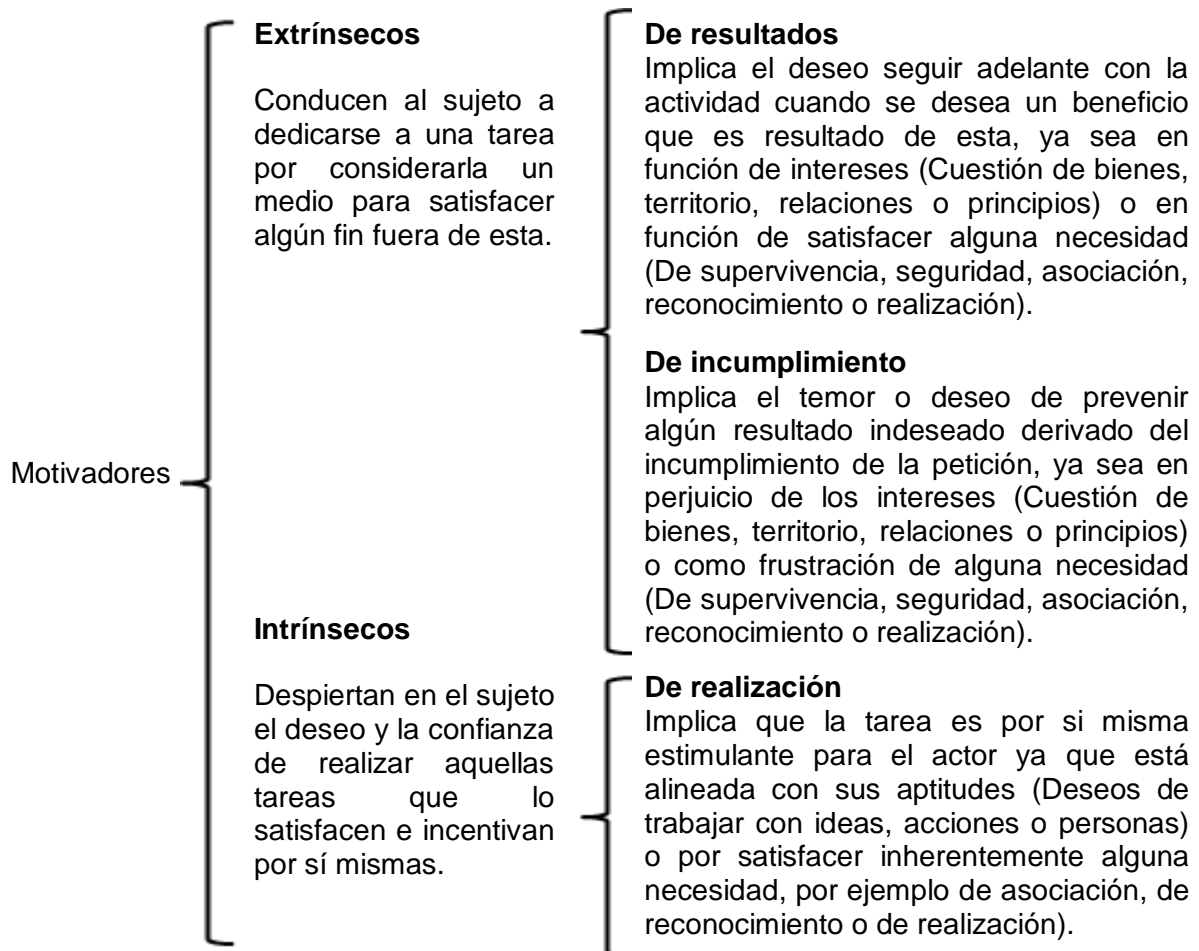 Motivadores
Extrínsecos
Conducen al sujeto a
dedicarse a una tarea
por considerarla un
medio para satisfacer
algún fin fuera de esta.
De resultados
Implica el deseo seguir adelante con la
actividad cuando se desea un beneficio
que es resultado de esta, ya sea en
función de intereses (Cuestión de bienes,
territorio, relaciones o principios) o en
función de satisfacer alguna necesidad
(De supervivencia, seguridad, asociación,
reconocimiento o realización).
De incumplimiento
Implica el temor o deseo de prevenir
algún resultado indeseado derivado del
incumplimiento de la petición, ya sea en
perjuicio de los intereses (Cuestión de
bienes, territorio, relaciones o principios)
o como frustración de alguna necesidad
(De supervivencia, seguridad, asociación,
reconocimiento o realización).
Intrínsecos
Despiertan en el sujeto
el deseo y la confianza
de realizar aquellas
tareas que lo
satisfacen e incentivan
por sí mismas.
De realización
Implica que la tarea es por si misma
estimulante para el actor ya que está
alineada con sus aptitudes (Deseos de
trabajar con ideas, acciones o personas)
o por satisfacer inherentemente alguna
necesidad, por ejemplo de asociación, de
reconocimiento o de realización).